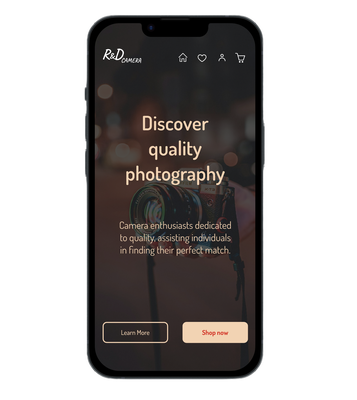 R&D CAMERA
Discover
quality
photography
Camera enthusiasts dedicated
to quality, assisting individuals
in finding their perfect match.
Learn More
Shop now